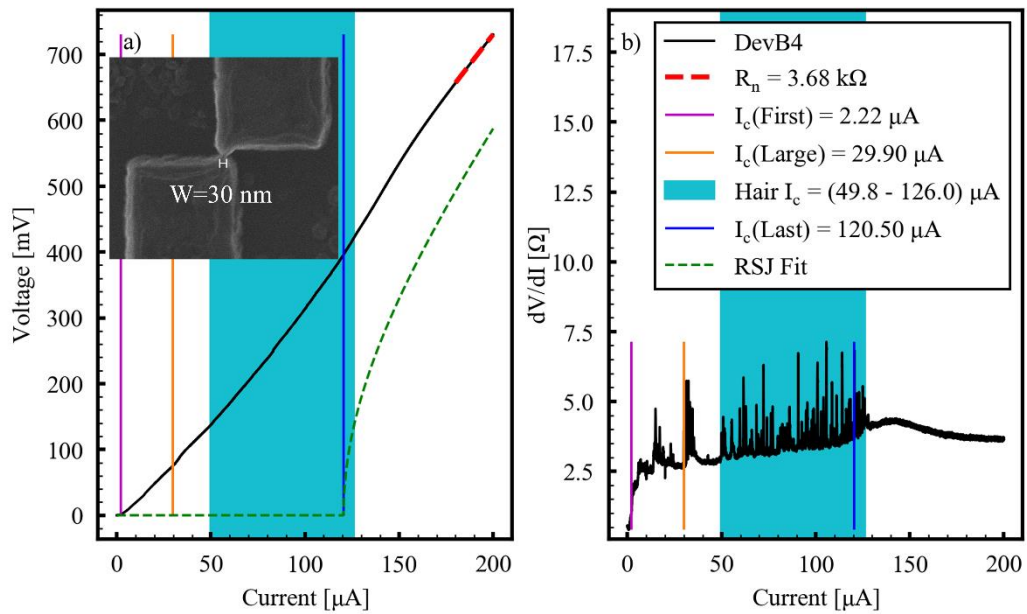 a)
W=30 nm
Voltage [mV]
700
600
500
400
300
200
100
0
0 50 100 150 200
Current [µA]
b)
DevB4
R_n = 3.68 kΩ
I_c(First) = 2.22 µA
I_c(Large) = 29.90 µA
Hair I_c = (49.8 - 126.0) µA
I_c(Last) = 120.50 µA
RSJ Fit
dV/dI [Ω]
17.5
15.0
12.5
10.0
7.5
5.0
2.5
0 50 100 150 200
Current [µA]